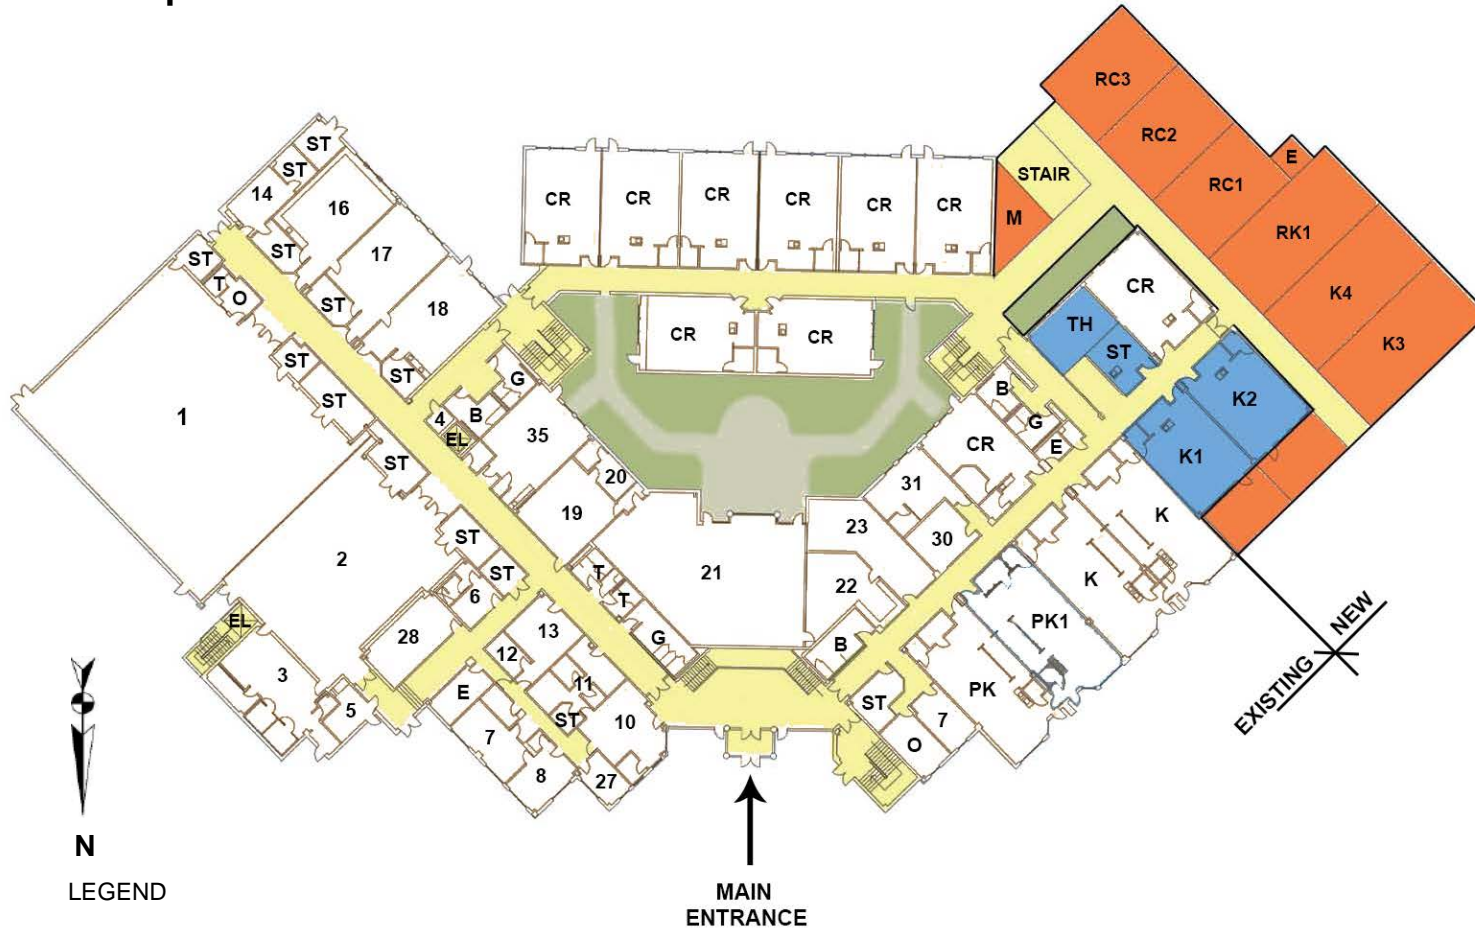 RC3
RC2
ST
ST
14
16
STAIR
E
RC1
CR
CR
CR
CR
CR
CR
M
RK1
ST
17
ST
T
O
ST
18
CR
K4
TH
ST
CR
CR
K3
ST
ST
ST
G
B
4
EL
35
B
G
E
K2
1
CR
K1
ST
20
31
19
23
30
K
2
ST
ST
6
T
T
21
22
K
PK1
EL
28
13
12
G
B
NEW
EXISTING
3
E
11
ST
10
PK
5
ST
7
7
O
8
27
N
LEGEND
MAIN
ENTRANCE